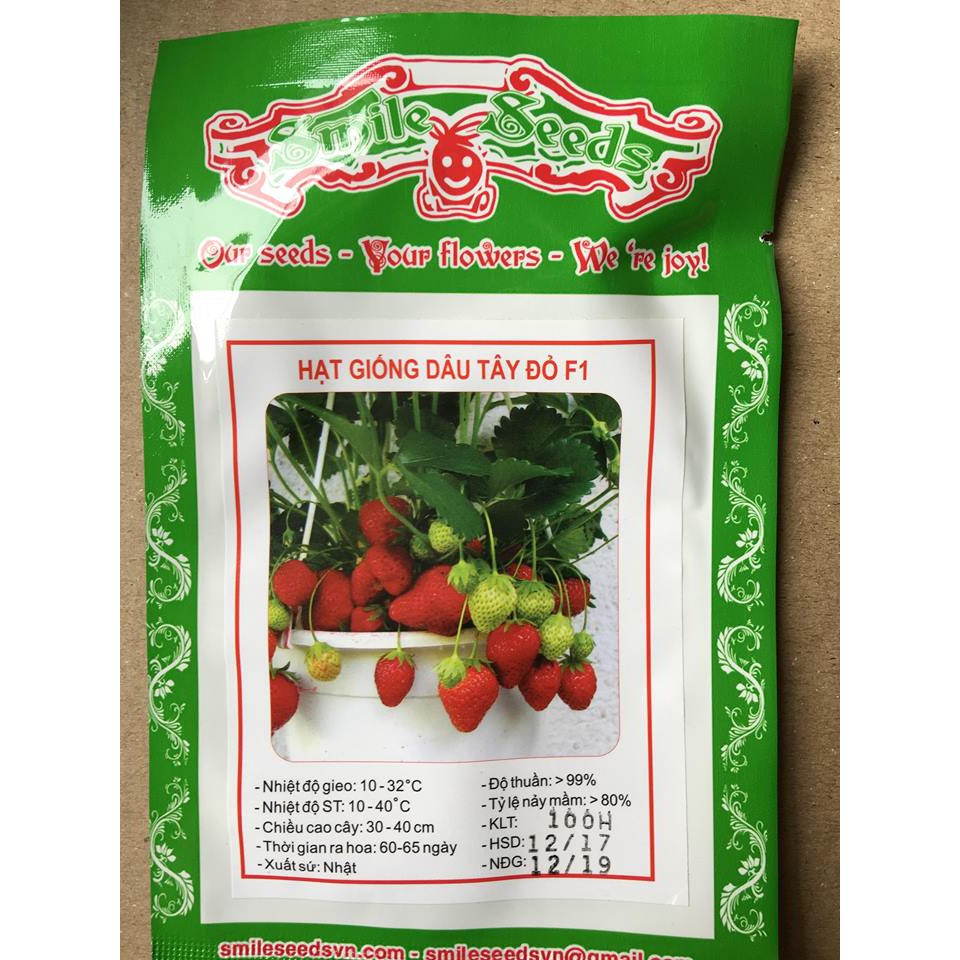 Smile Seeds
Our seeds - Your flowers - We 're joy!
HẠT GIỐNG DÂU TÂY ĐỎ F1
- Nhiệt độ gieo: 10 - 32°C
- Nhiệt độ ST: 10 - 40°C
- Chiều cao cây: 30 - 40 cm
- Thời gian ra hoa: 60-65 ngày
- Xuất sứ: Nhật
- Độ thuần: > 99%
- Tỷ lệ nảy mầm: > 80%
- KLT: 100H
- HSD: 12/17
- NĐG: 12/19
smileseedsvn.com - smileseedsvn@gmail.com